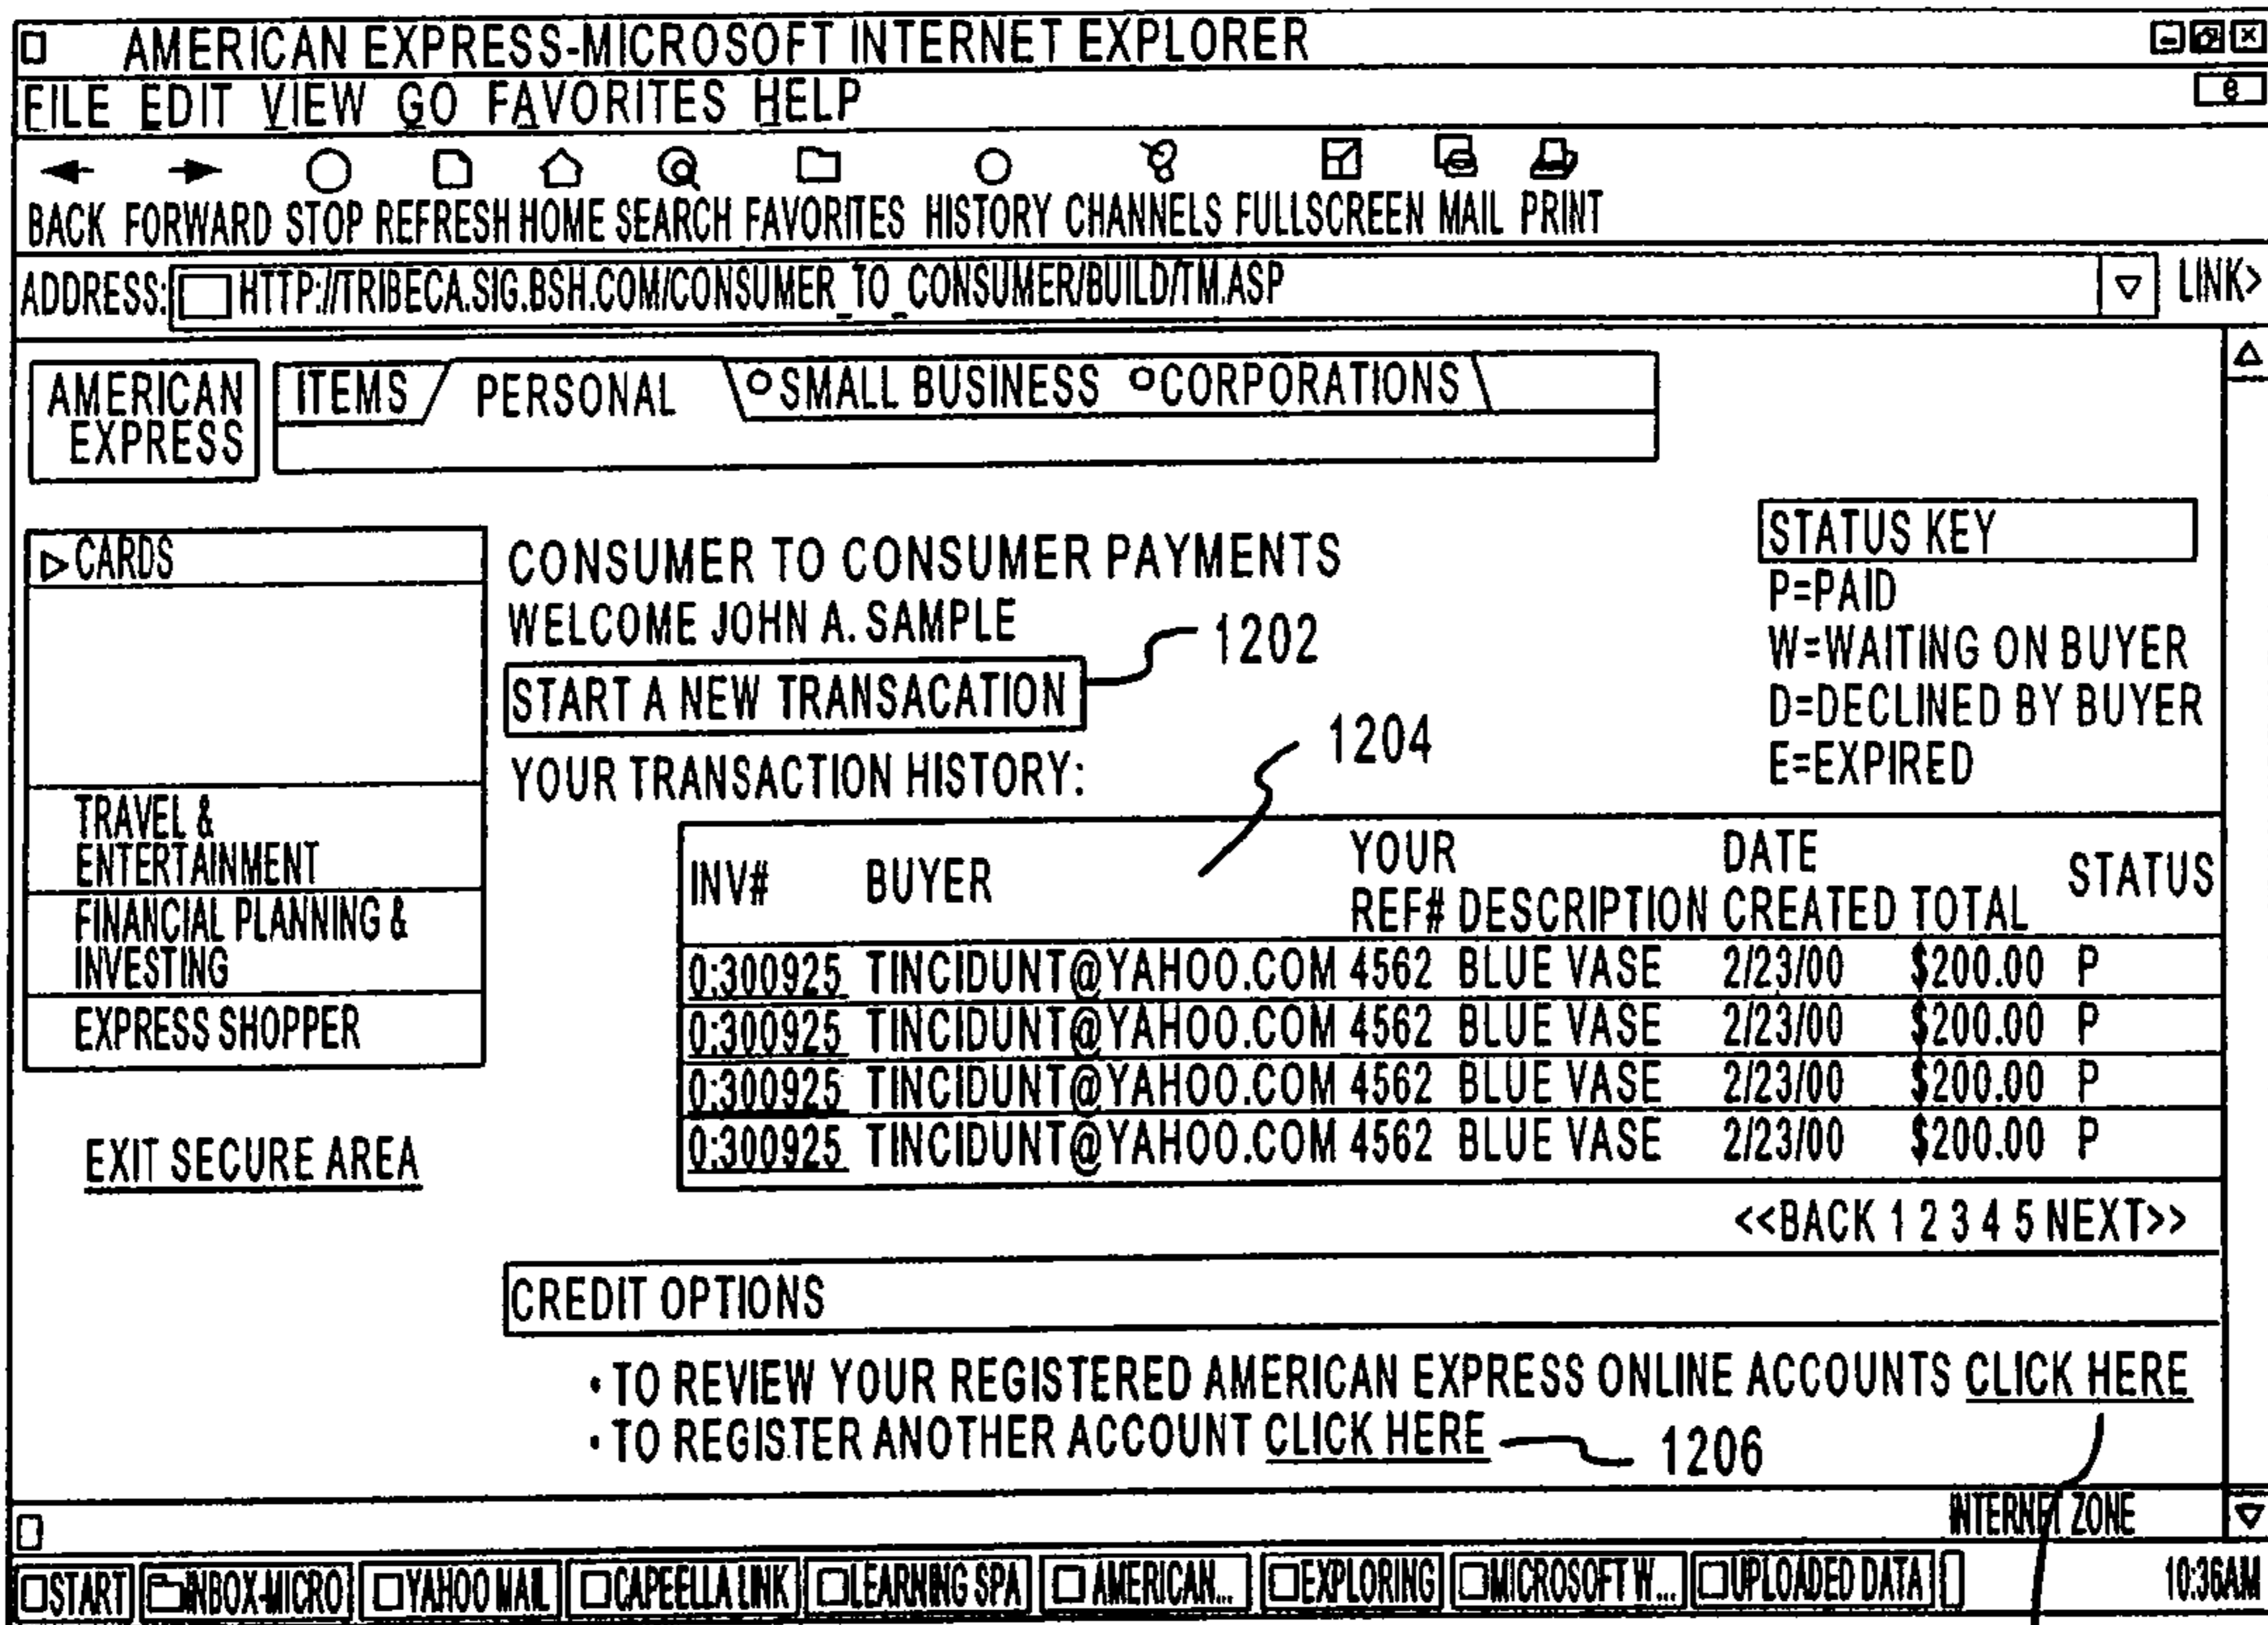 AMERICAN EXPRESS-MICROSOFT INTERNET EXPLORER
FILE EDIT VIEW GO FAVORITES HELP
e
BACK FORWARD STOP REFRESH HOME SEARCH FAVORITES HISTORY CHANNELS FULLSCREEN MAIL PRINT
ADDRESS: HTTP://TRIBECA.SIG.BSH.COM/CONSUMER_TO_CONSUMER/BUILD/TM.ASP LINK>
AMERICAN EXPRESS
ITEMS PERSONAL SMALL BUSINESS CORPORATIONS
CARDS
TRAVEL &
ENTERTAINMENT
FINANCIAL PLANNING &
INVESTING
EXPRESS SHOPPER
EXIT SECURE AREA
CONSUMER TO CONSUMER PAYMENTS
WELCOME JOHN A. SAMPLE
1202
START A NEW TRANSACATION
1204
YOUR TRANSACTION HISTORY:
STATUS KEY
P=PAID
W=WAITING ON BUYER
D=DECLINED BY BUYER
E=EXPIRED
INV# BUYER YOUR REF# DESCRIPTION DATE CREATED TOTAL STATUS
0:300925 TINCIDUNT@YAHOO.COM 4562 BLUE VASE 2/23/00 $200.00 P
0:300925 TINCIDUNT@YAHOO.COM 4562 BLUE VASE 2/23/00 $200.00 P
0:300925 TINCIDUNT@YAHOO.COM 4562 BLUE VASE 2/23/00 $200.00 P
0:300925 TINCIDUNT@YAHOO.COM 4562 BLUE VASE 2/23/00 $200.00 P
<<BACK 1 2 3 4 5 NEXT>>
CREDIT OPTIONS
• TO REVIEW YOUR REGISTERED AMERICAN EXPRESS ONLINE ACCOUNTS CLICK HERE
• TO REGISTER ANOTHER ACCOUNT CLICK HERE 1206
INTERNET ZONE
START INBOX-MICRO YAHOO MAIL CAPEELLA LINK LEARNING SPA AMERICAN... EXPLORING MICROSOFT W... UPLOADED DATA 10:36AM